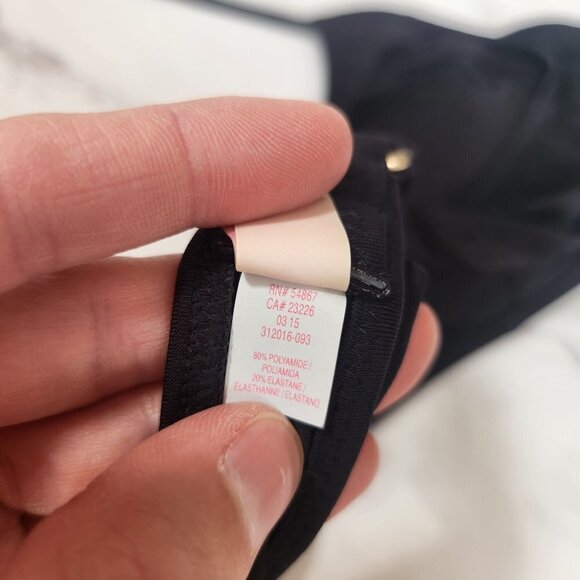 RN# 54867
CA# 23226
03 15
312016-093
80% POLYAMIDE /
POLIAMIDA
20% ELASTANE /
ELASTHANNE / ELASTANO